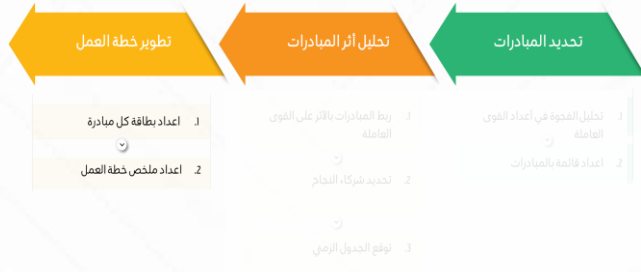 تحديد المبادرات
تحليل أثر المبادرات
تطوير خطة العمل
1. تحليل الفجوة في أعداد القوى
العاملة
2. اعداد قائمة بالمبادرات
1. ربط المبادرات بالأثر على القوى
العاملة
2. تحديد شركاء النجاح
3. توقع الجدول الزمني
1. اعداد بطاقة كل مبادرة
2. اعداد ملخص خطة العمل